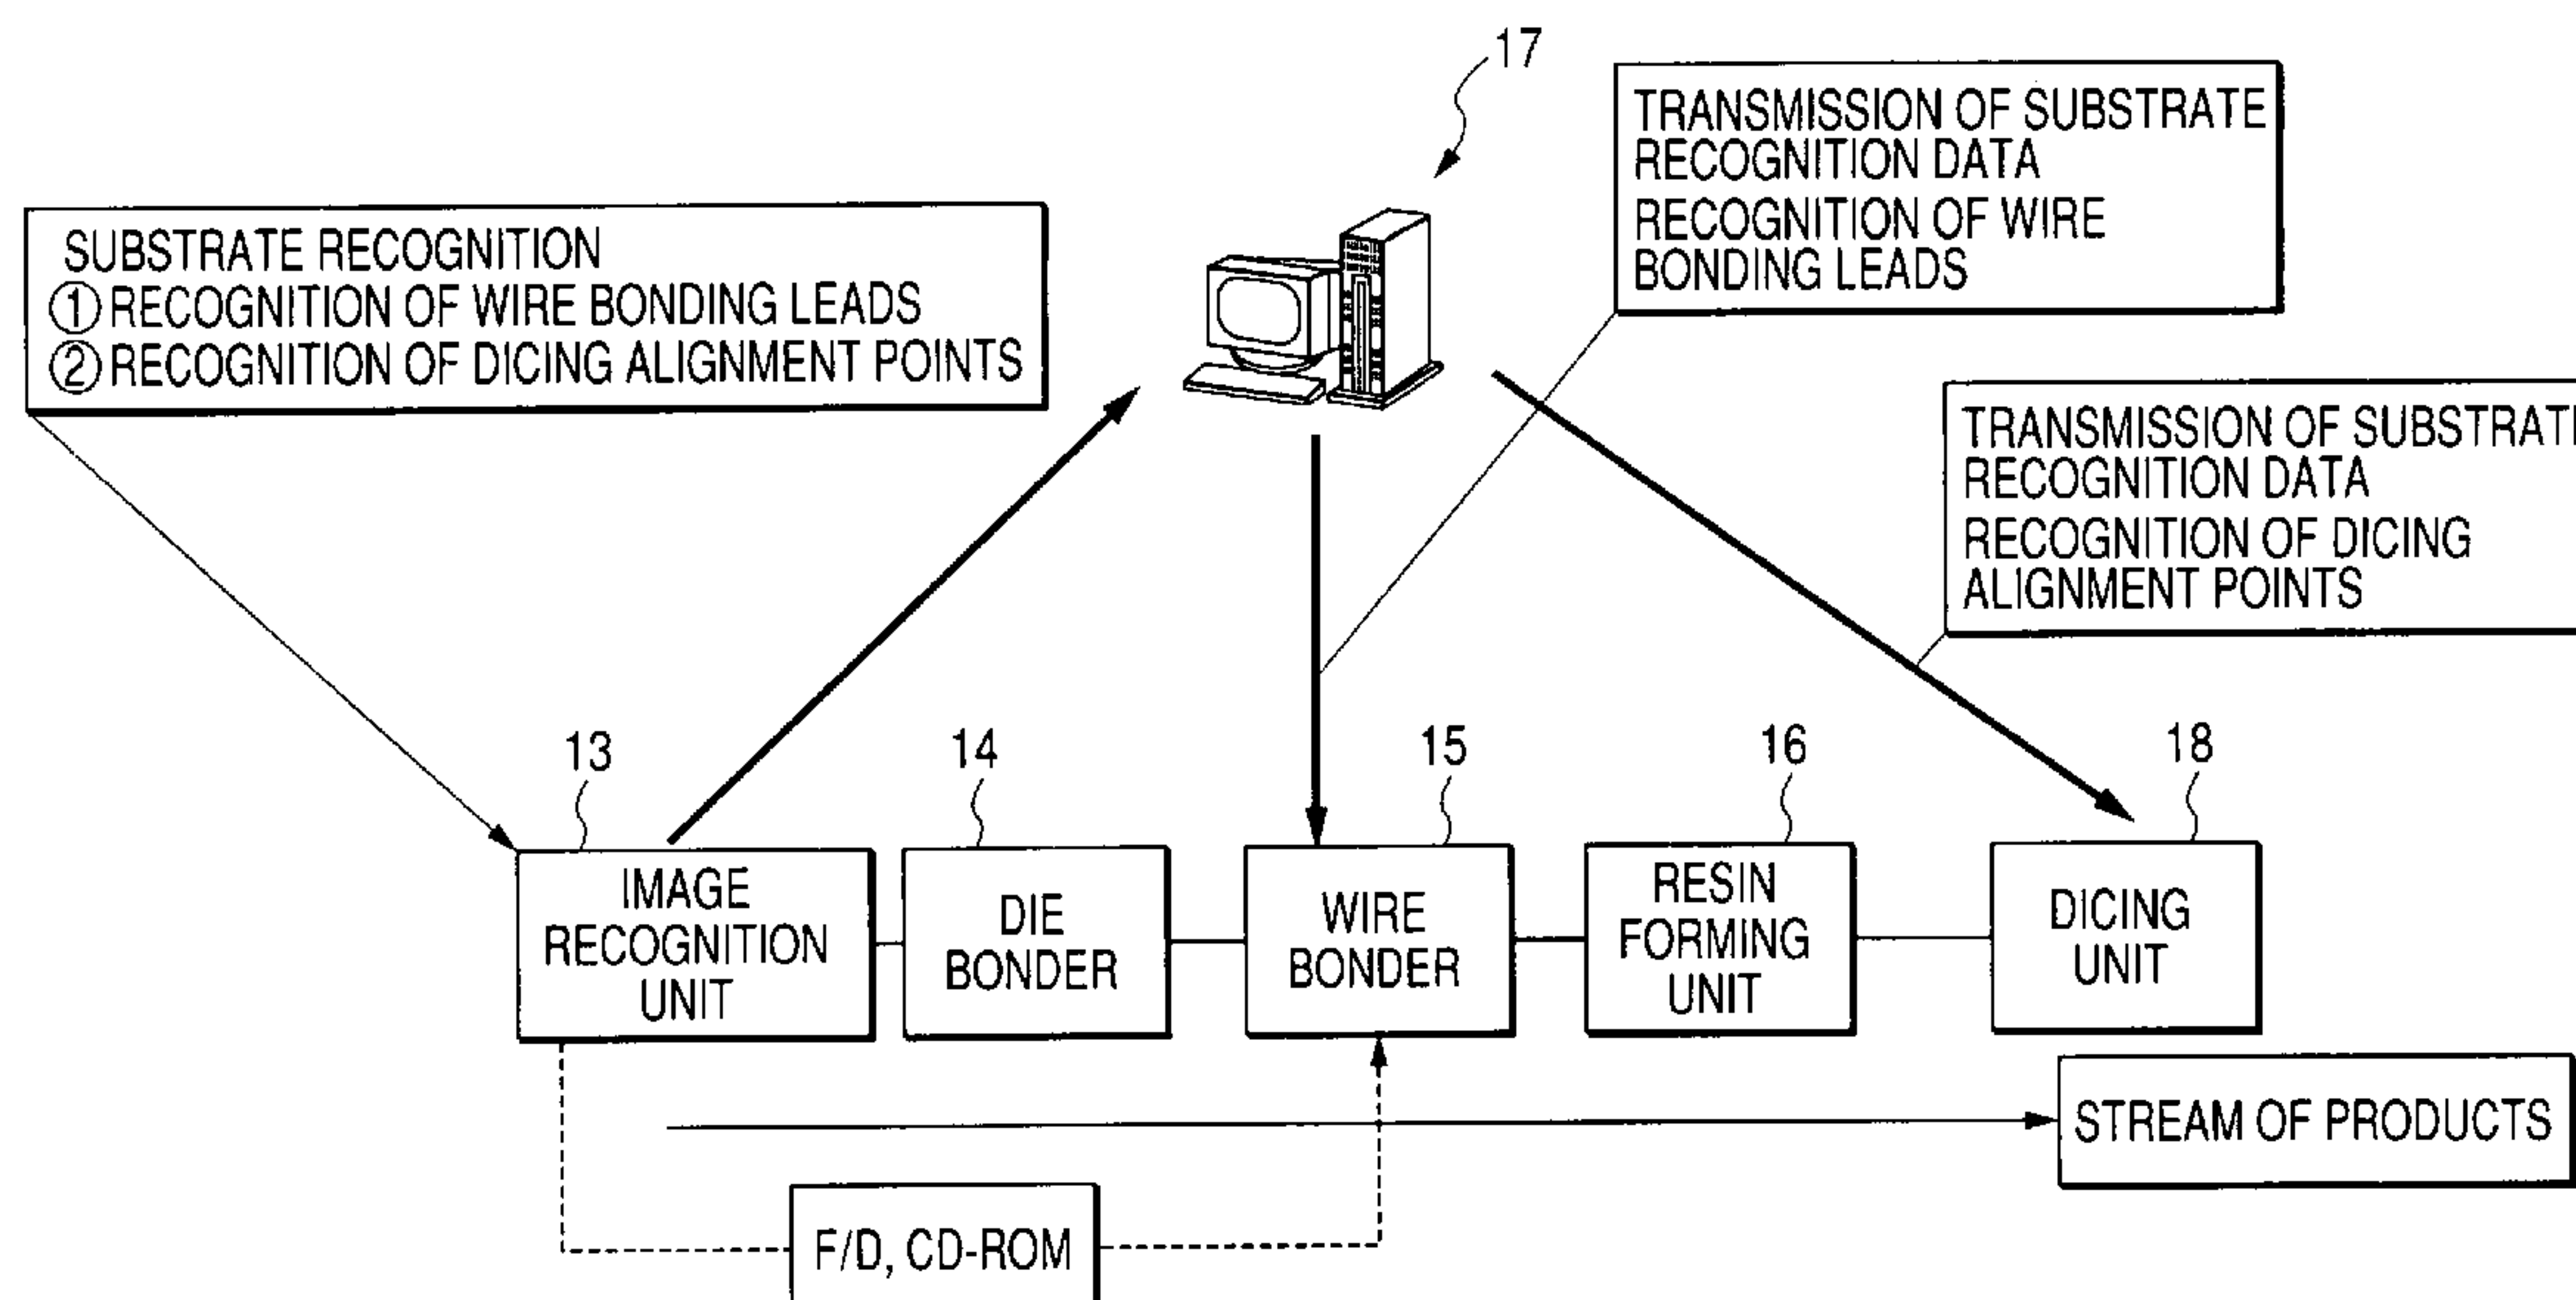 17
TRANSMISSION OF SUBSTRATE
RECOGNITION DATA
RECOGNITION OF WIRE
BONDING LEADS
SUBSTRATE RECOGNITION
① RECOGNITION OF WIRE BONDING LEADS
② RECOGNITION OF DICING ALIGNMENT POINTS
TRANSMISSION OF SUBSTRATE
RECOGNITION DATA
RECOGNITION OF DICING
ALIGNMENT POINTS
13
14
15
16
18
IMAGE
RECOGNITION
UNIT
DIE
BONDER
WIRE
BONDER
RESIN
FORMING
UNIT
DICING
UNIT
STREAM OF PRODUCTS
F/D, CD-ROM